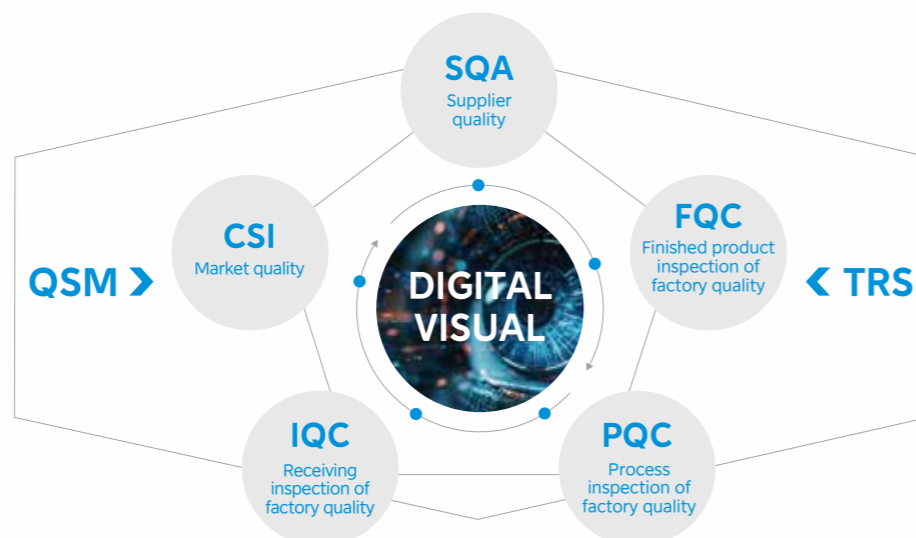 SQA
Supplier
quality
CSI
Market quality
FQC
Finished product
inspection of
factory quality
QSM
DIGITAL
VISUAL
TRS
IQC
Receiving
inspection of
factory quality
PQC
Process
inspection of
factory quality